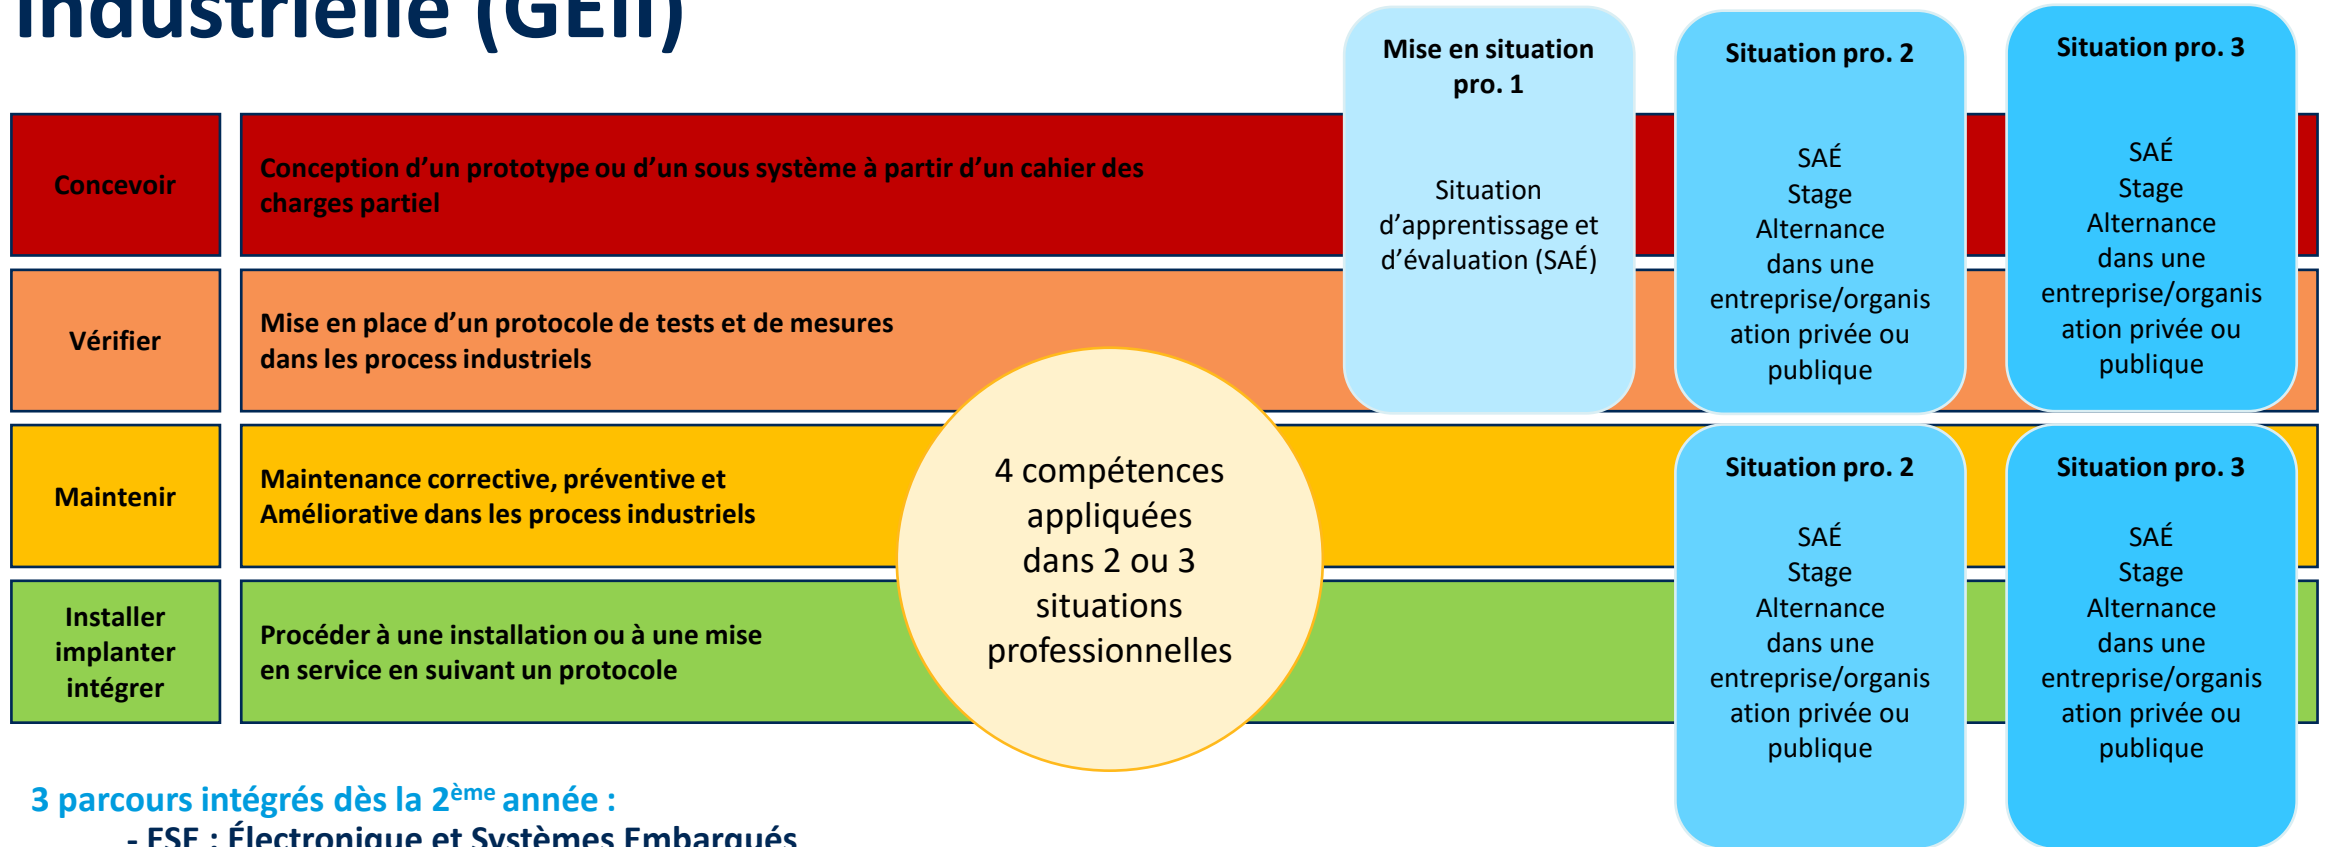 Industrielle (GEII)
Mise en situation
pro. 1
Situation
d'apprentissage et
d'évaluation (SAÉ)
Situation pro. 2
SAÉ
Stage
Alternance
dans une
entreprise/organis
ation privée ou
publique
Situation pro. 3
SAÉ
Stage
Alternance
dans une
entreprise/organis
ation privée ou
publique
Concevoir
Conception d'un prototype ou d'un sous système à partir d'un cahier des
charges partiel
Vérifier
Mise en place d'un protocole de tests et de mesures
dans les process industriels
Maintenir
Maintenance corrective, préventive et
Améliorative dans les process industriels
Installer
implanter
intégrer
Procéder à une installation ou à une mise
en service en suivant un protocole
4 compétences
appliquées
dans 2 ou 3
situations
professionnelles
Situation pro. 2
SAÉ
Stage
Alternance
dans une
entreprise/organis
ation privée ou
publique
Situation pro. 3
SAÉ
Stage
Alternance
dans une
entreprise/organis
ation privée ou
publique
3 parcours intégrés dès la 2ème année :
- ESE : Électronique et Systèmes Embarqués